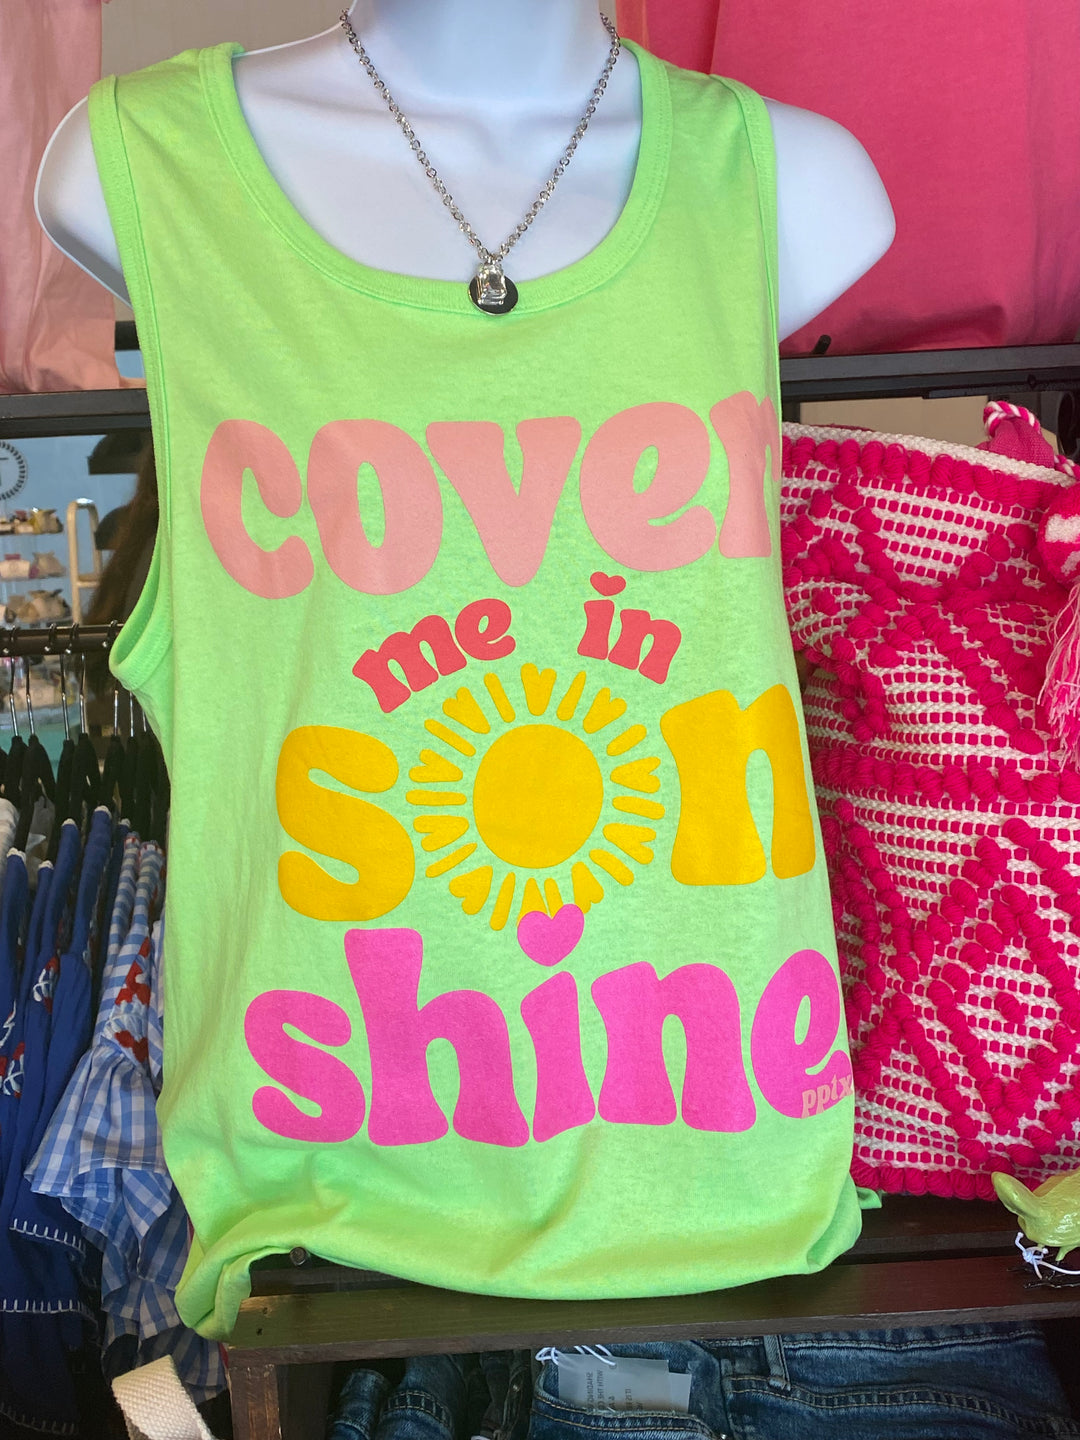 cover
me in
son
shine
pptx